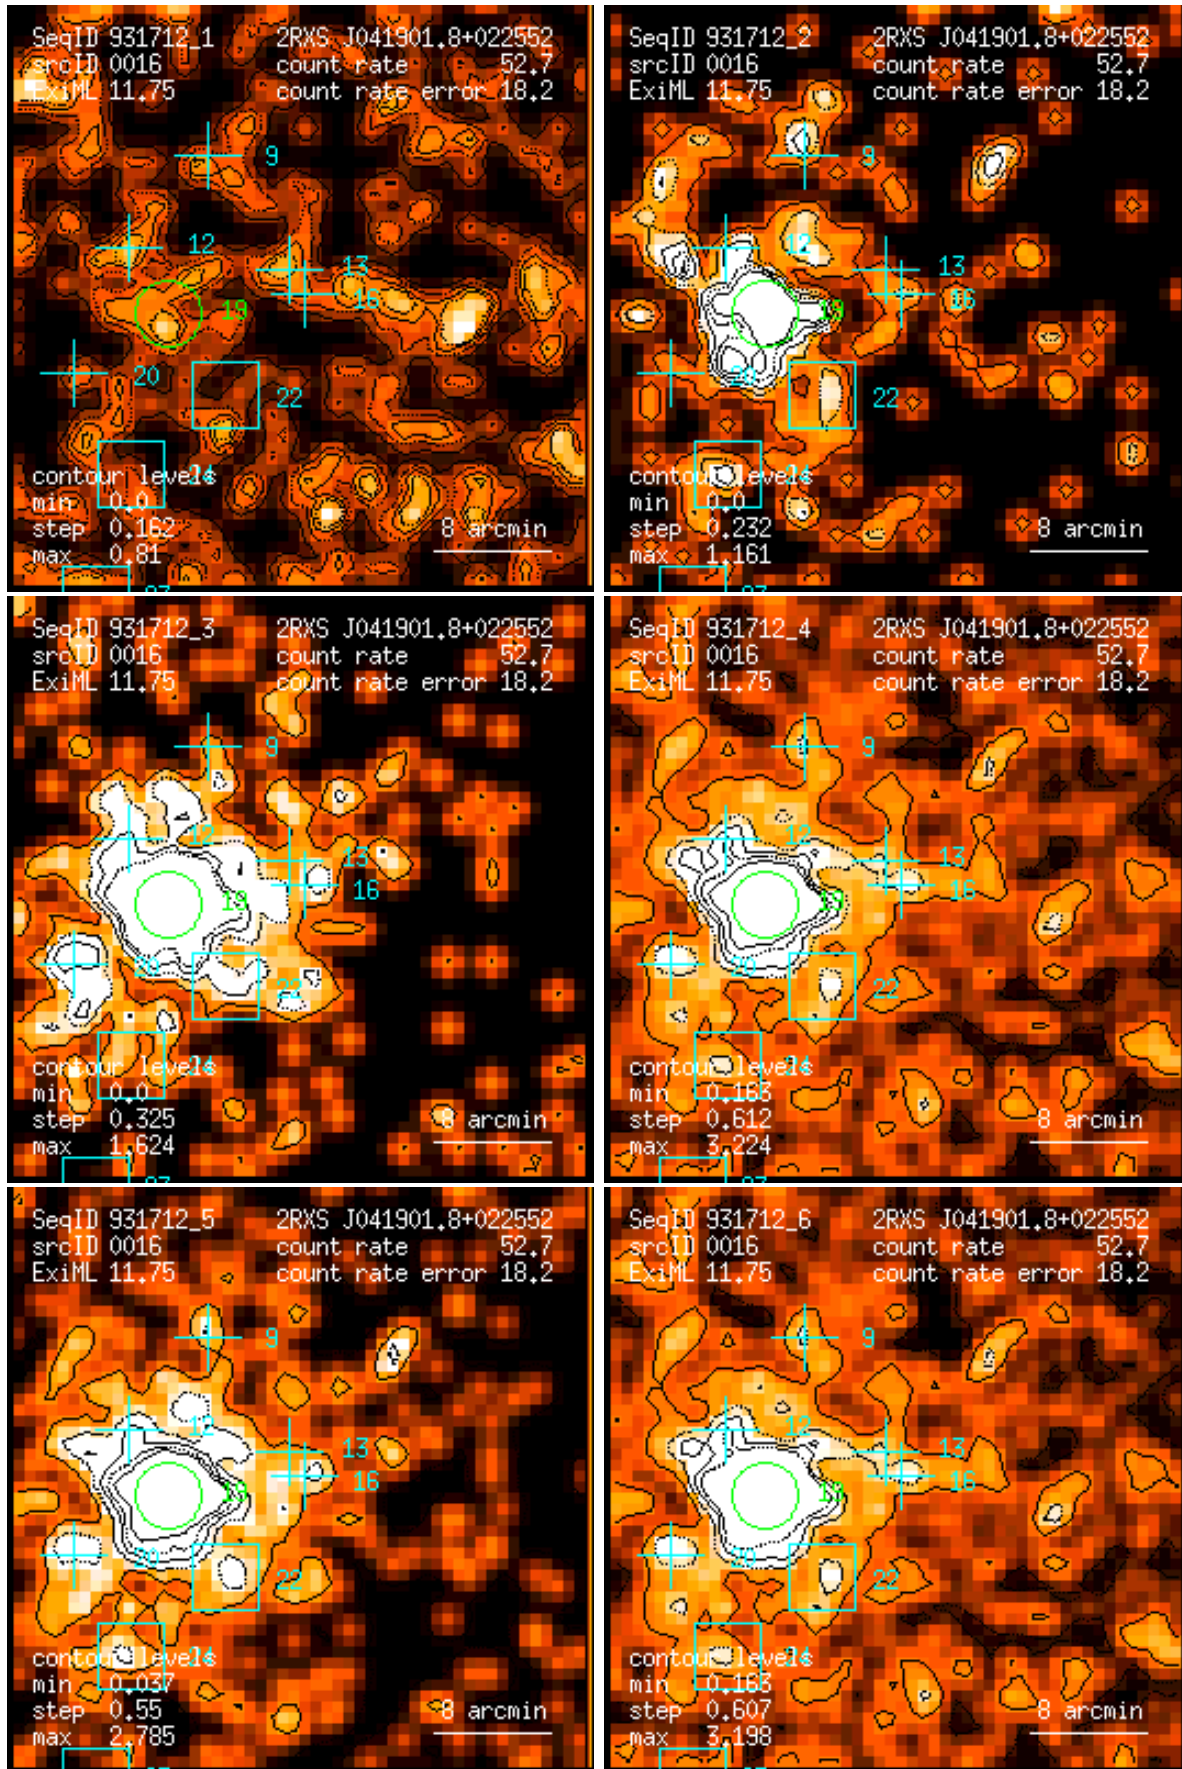 SeqID 931712_1 2RXS J041901.8+022552
srcID 0016 count rate 52.7
ExiML 11.75 count rate error 18.2
9
12
13
16
19
20
22
24
contour levels
min 0.0
step 0.162 8 arcmin
max 0.81
27
SeqID 931712_2 2RXS J041901.8+022552
srcID 0016 count rate 52.7
ExiML 11.75 count rate error 18.2
9
12
13
16
19
20
22
24
contour levels
min 0.0
step 0.232 8 arcmin
max 1.161
SeqID 931712_3 2RXS J041901.8+022552
srcID 0016 count rate 52.7
ExiML 11.75 count rate error 18.2
9
12
13
16
19
20
22
24
contour levels
min 0.0
step 0.325 8 arcmin
max 1.624
27
SeqID 931712_4 2RXS J041901.8+022552
srcID 0016 count rate 52.7
ExiML 11.75 count rate error 18.2
9
12
13
16
19
20
22
24
contour levels
min 0.163
step 0.612 8 arcmin
max 3.224
SeqID 931712_5 2RXS J041901.8+022552
srcID 0016 count rate 52.7
ExiML 11.75 count rate error 18.2
9
12
13
16
19
20
22
24
contour levels
min 0.037
step 0.55 8 arcmin
max 2.785
SeqID 931712_6 2RXS J041901.8+022552
srcID 0016 count rate 52.7
ExiML 11.75 count rate error 18.2
9
12
13
16
19
20
22
24
contour levels
min 0.163
step 0.607 8 arcmin
max 3.198